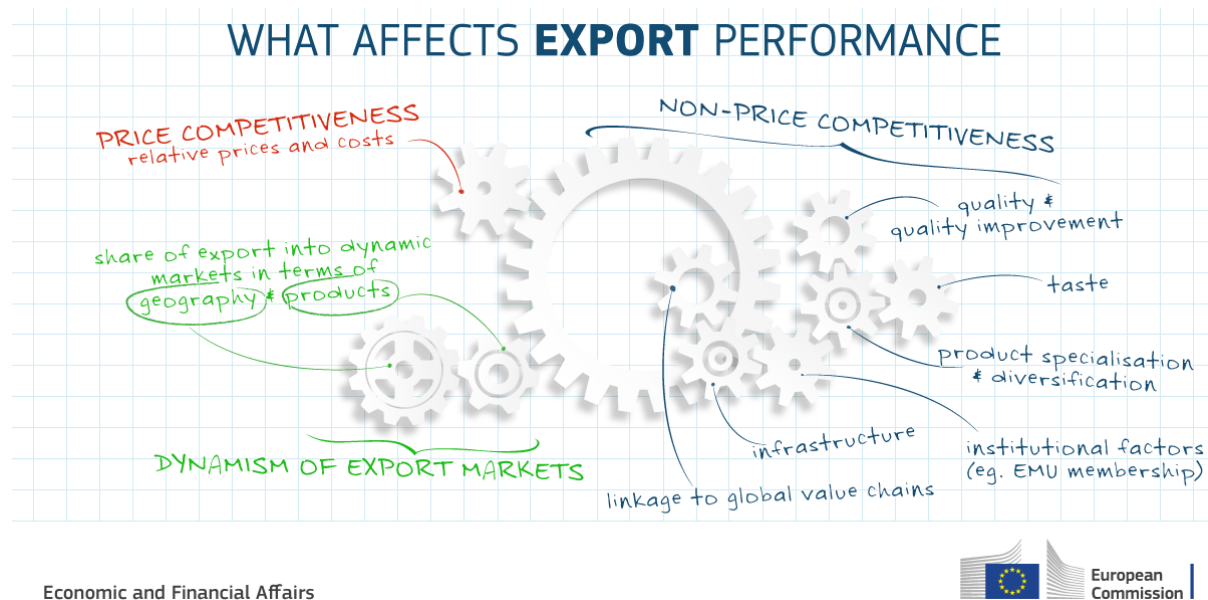 WHAT AFFECTS EXPORT PERFORMANCE
PRICE COMPETITIVENESS
relative prices and costs
NON-PRICE COMPETITIVENESS
quality &
quality improvement
share of export into dynamic
markets in terms of
geography & products
taste
product specialisation
& diversification
infrastructure
institutional factors
(eg. EMU membership)
DYNAMISM OF EXPORT MARKETS
linkage to global value chains
Economic and Financial Affairs
European
Commission